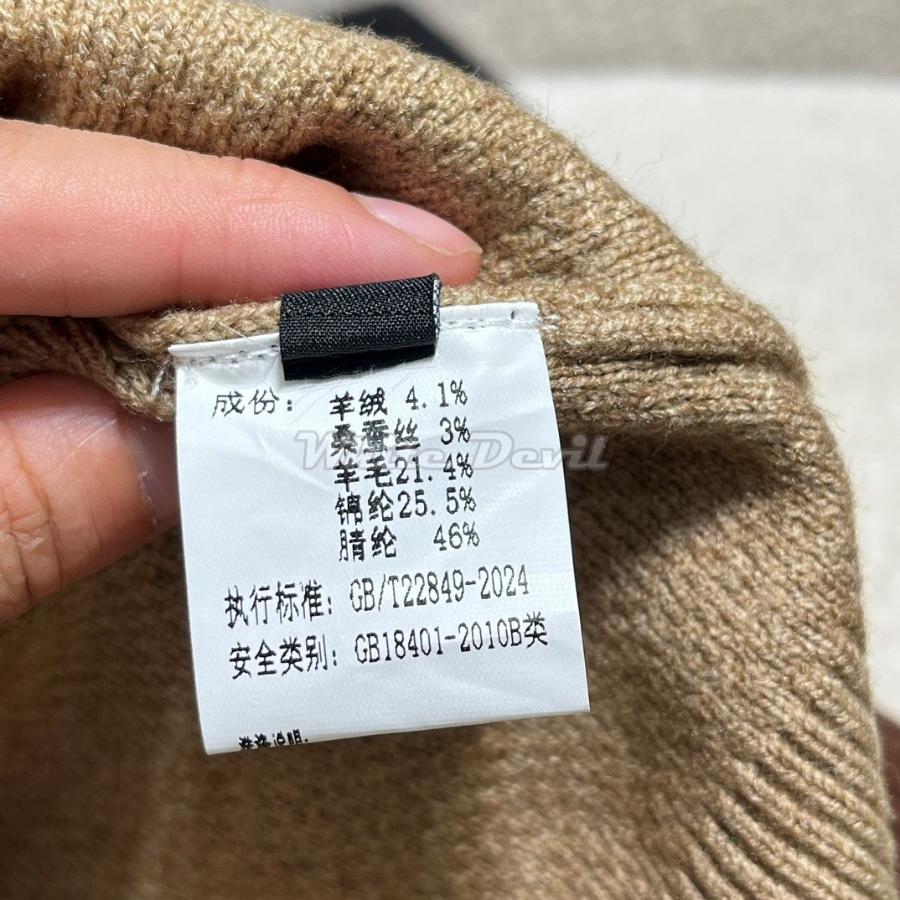 成份： 羊绒 4.1%
桑蚕丝 3%
羊毛21.4%
锦纶25.5%
腈纶 46%
执行标准： GB/T22849-2024
安全类别： GB18401-2010B类
White Devil